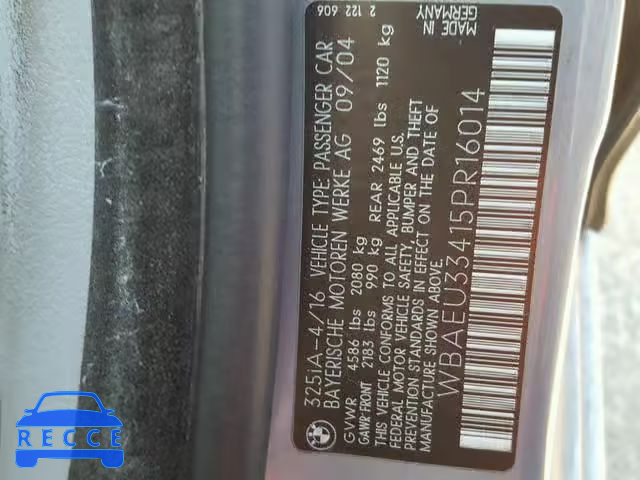 325iA--4/16 VEHICLE TYPE: PASSENGER CAR
BAYERISCHE MOTOREN WERKE AG 09/04
GVWR 4586 lbs 2080 kg
GAWR-FRONT 2183 lbs 990 kg REAR 2469 lbs 1120 kg
THIS VEHICLE CONFORMS TO ALL APPLICABLE U.S.
FEDERAL MOTOR VEHICLE SAFETY, BUMPER AND THEFT
MANUFACTURE SHOWN ABOVE. IN EFFECT ON THE DATE OF
WBAEU33415PR16014
2 122 606
MADE IN
GERMANY
RECCE